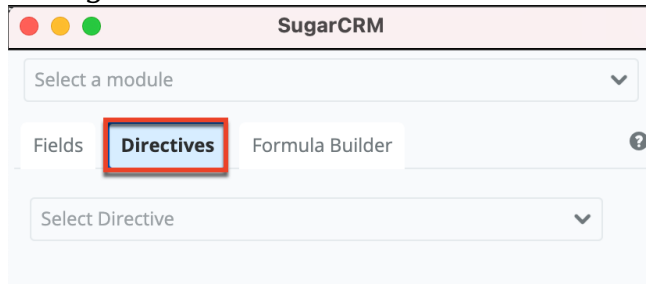 SugarCRM
Select a module
Fields Directives Formula Builder
Select Directive